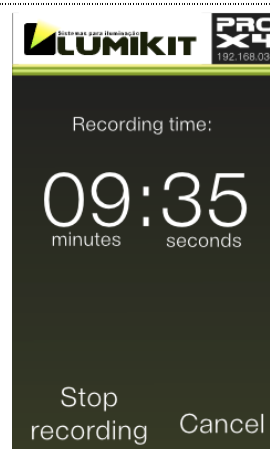 Sistemas para iluminação
LUMIKIT
PRO
X4
192.168.03
Recording time:
09:35
minutes seconds
Stop
recording
Cancel